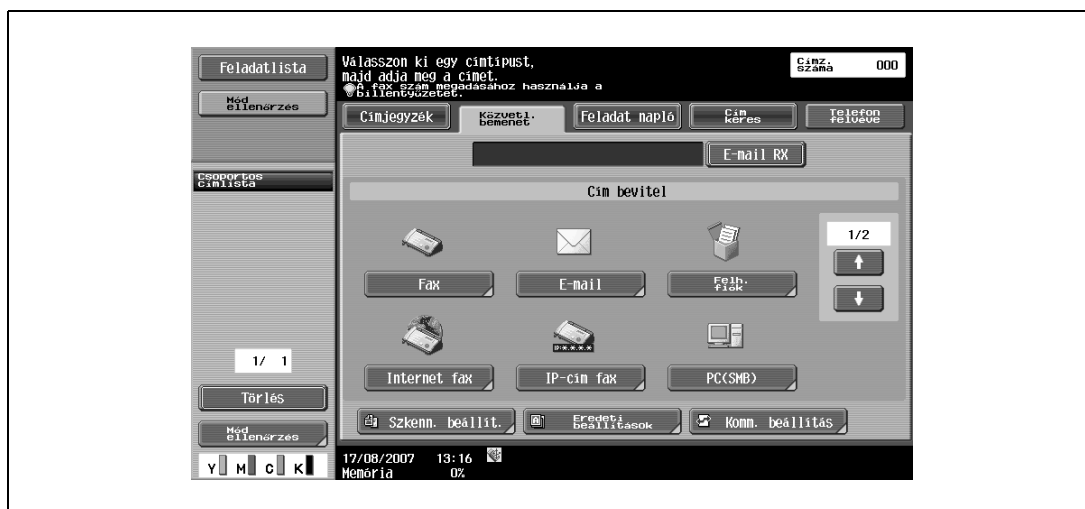 Feladatlista
Mód
ellenőrzés
Válasszon ki egy címtípust,
majd adja meg a címet.
A fax szám megadásához használja a
billentyűzetet.
Címz.
száma
000
Címjegyzék
Közvetl.
bemenet
Feladat napló
Cím
keres
Telefon
felvéve
E-mail RX
Csoportos
címlista
Cím bevitel
1/2
Fax
E-mail
Felh.
fiók
Internet fax
IP-cím fax
PC(SMB)
1/ 1
Törlés
Mód
ellenőrzés
Szkenn. beállít.
Eredeti
beállítások
Komm. beállítás
Y M C K
17/08/2007 13:16
Memória 0%